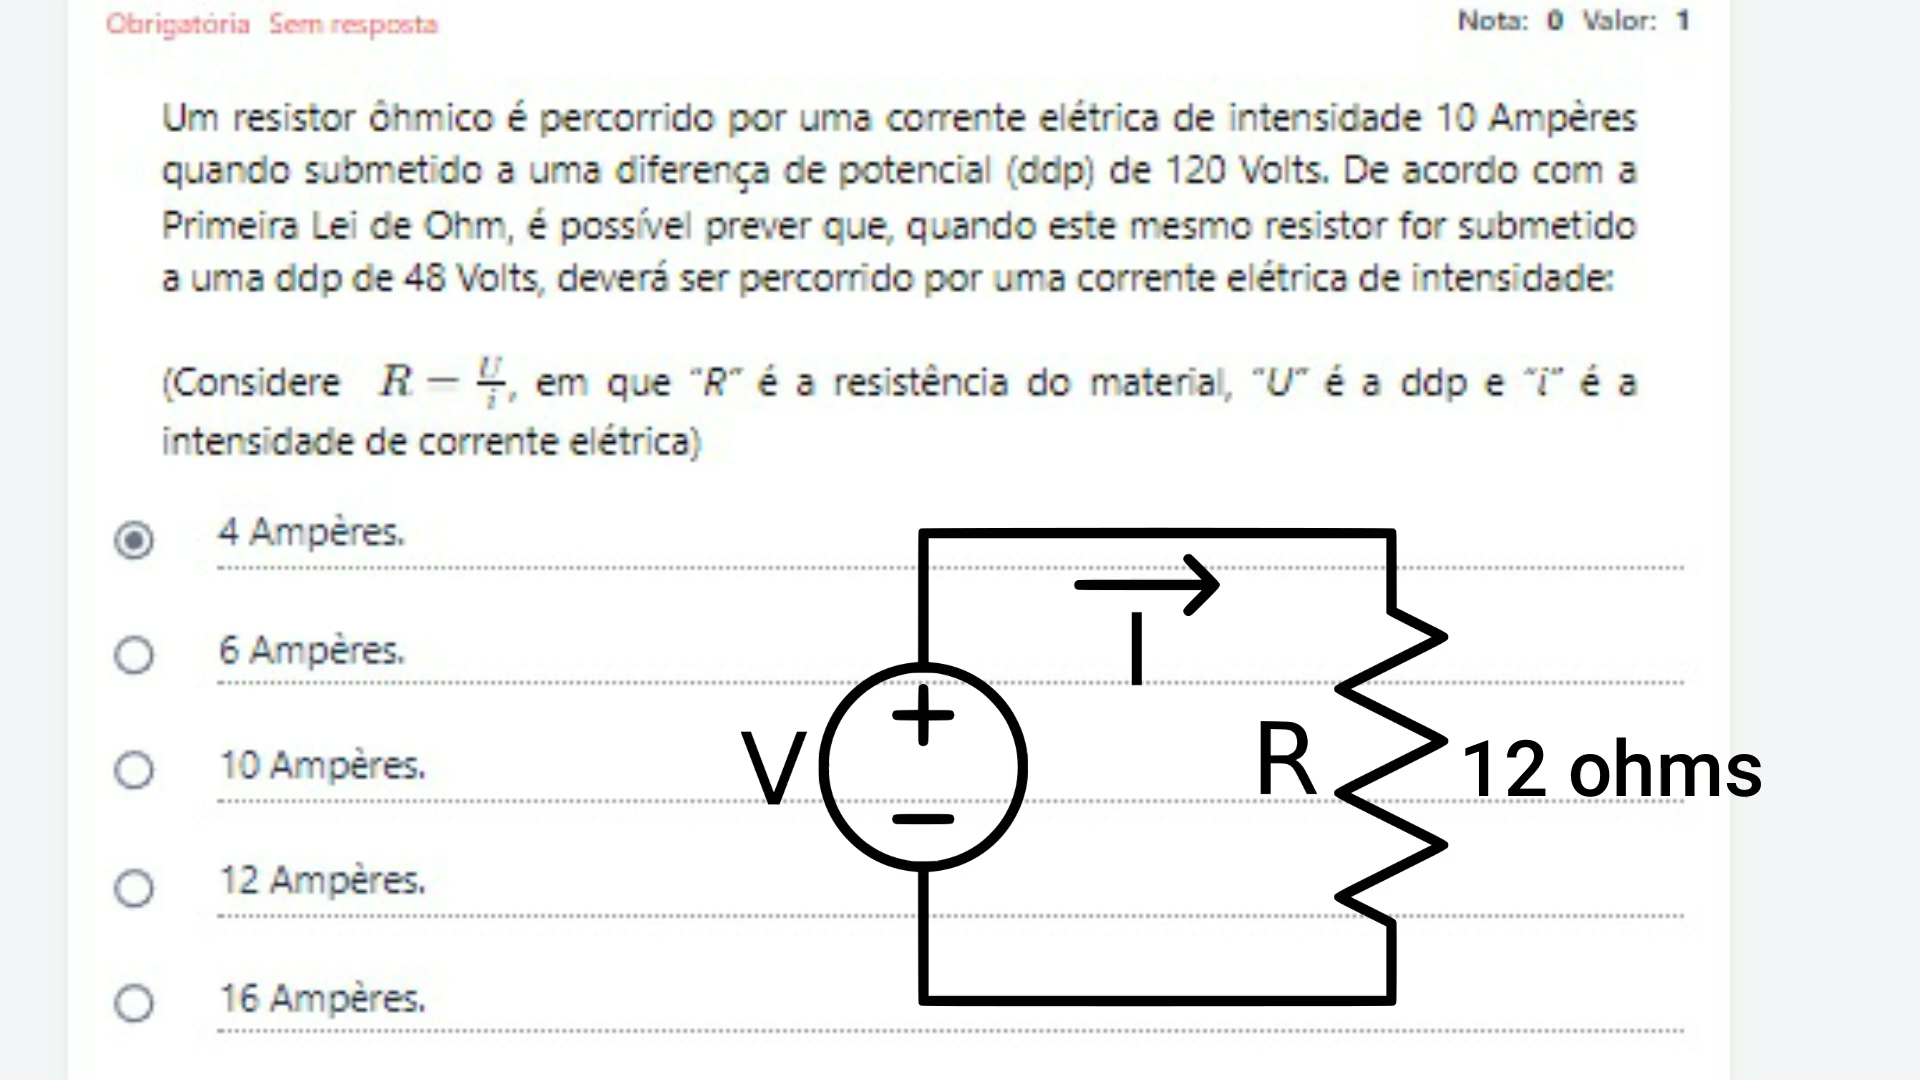 Obrigatória Sem resposta
Nota: 0 Valor: 1
Um resistor ôhmico é percorrido por uma corrente elétrica de intensidade 10 Ampères
quando submetido a uma diferença de potencial (ddp) de 120 Volts. De acordo com a
Primeira Lei de Ohm, é possível prever que, quando este mesmo resistor for submetido
a uma ddp de 48 Volts, deverá ser percorrido por uma corrente elétrica de intensidade:
(Considere R = U/i, em que “R” é a resistência do material, “U” é a ddp e “i” é a
intensidade de corrente elétrica)
4 Ampères.
6 Ampères.
10 Ampères.
12 Ampères.
16 Ampères.
I
V
+
−
R
12 ohms